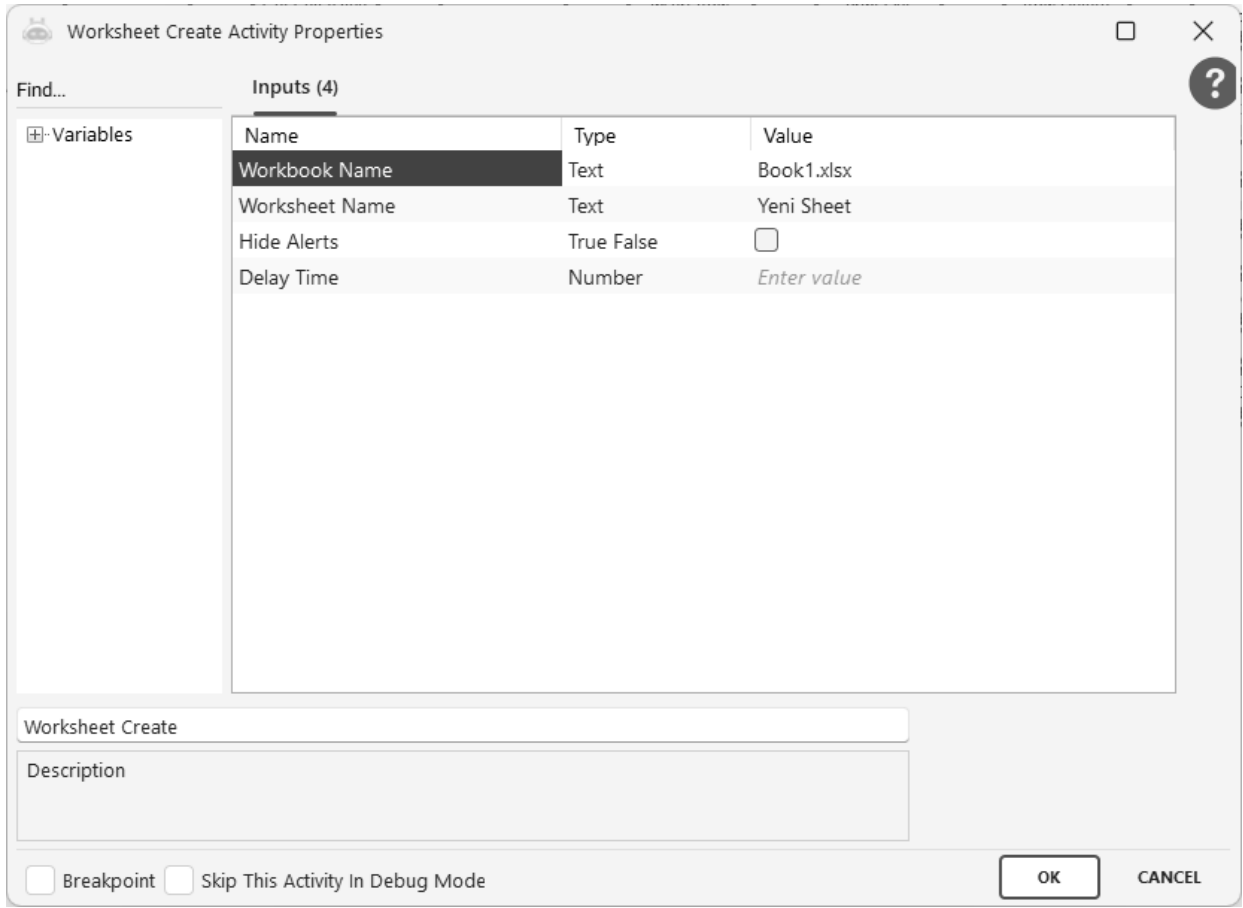 Worksheet Create Activity Properties
Find...
Inputs (4)
?
Variables
Name Type Value
Workbook Name Text Book1.xlsx
Worksheet Name Text Yeni Sheet
Hide Alerts True False
Delay Time Number Enter value
Worksheet Create
Description
Breakpoint Skip This Activity In Debug Mode OK CANCEL